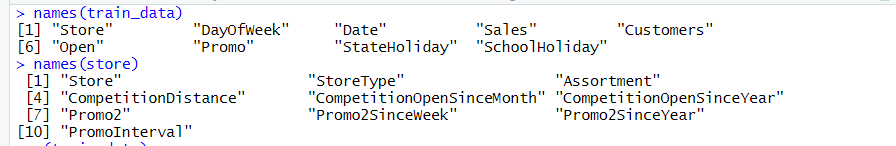 > names(train_data)
[1] "Store" "DayOfWeek" "Date" "Sales" "Customers"
[6] "Open" "Promo" "StateHoliday" "SchoolHoliday"
> names(store)
[1] "Store" "StoreType" "Assortment"
[4] "CompetitionDistance" "CompetitionOpenSinceMonth" "CompetitionOpenSinceYear"
[7] "Promo2" "Promo2SinceWeek" "Promo2SinceYear"
[10] "PromoInterval"